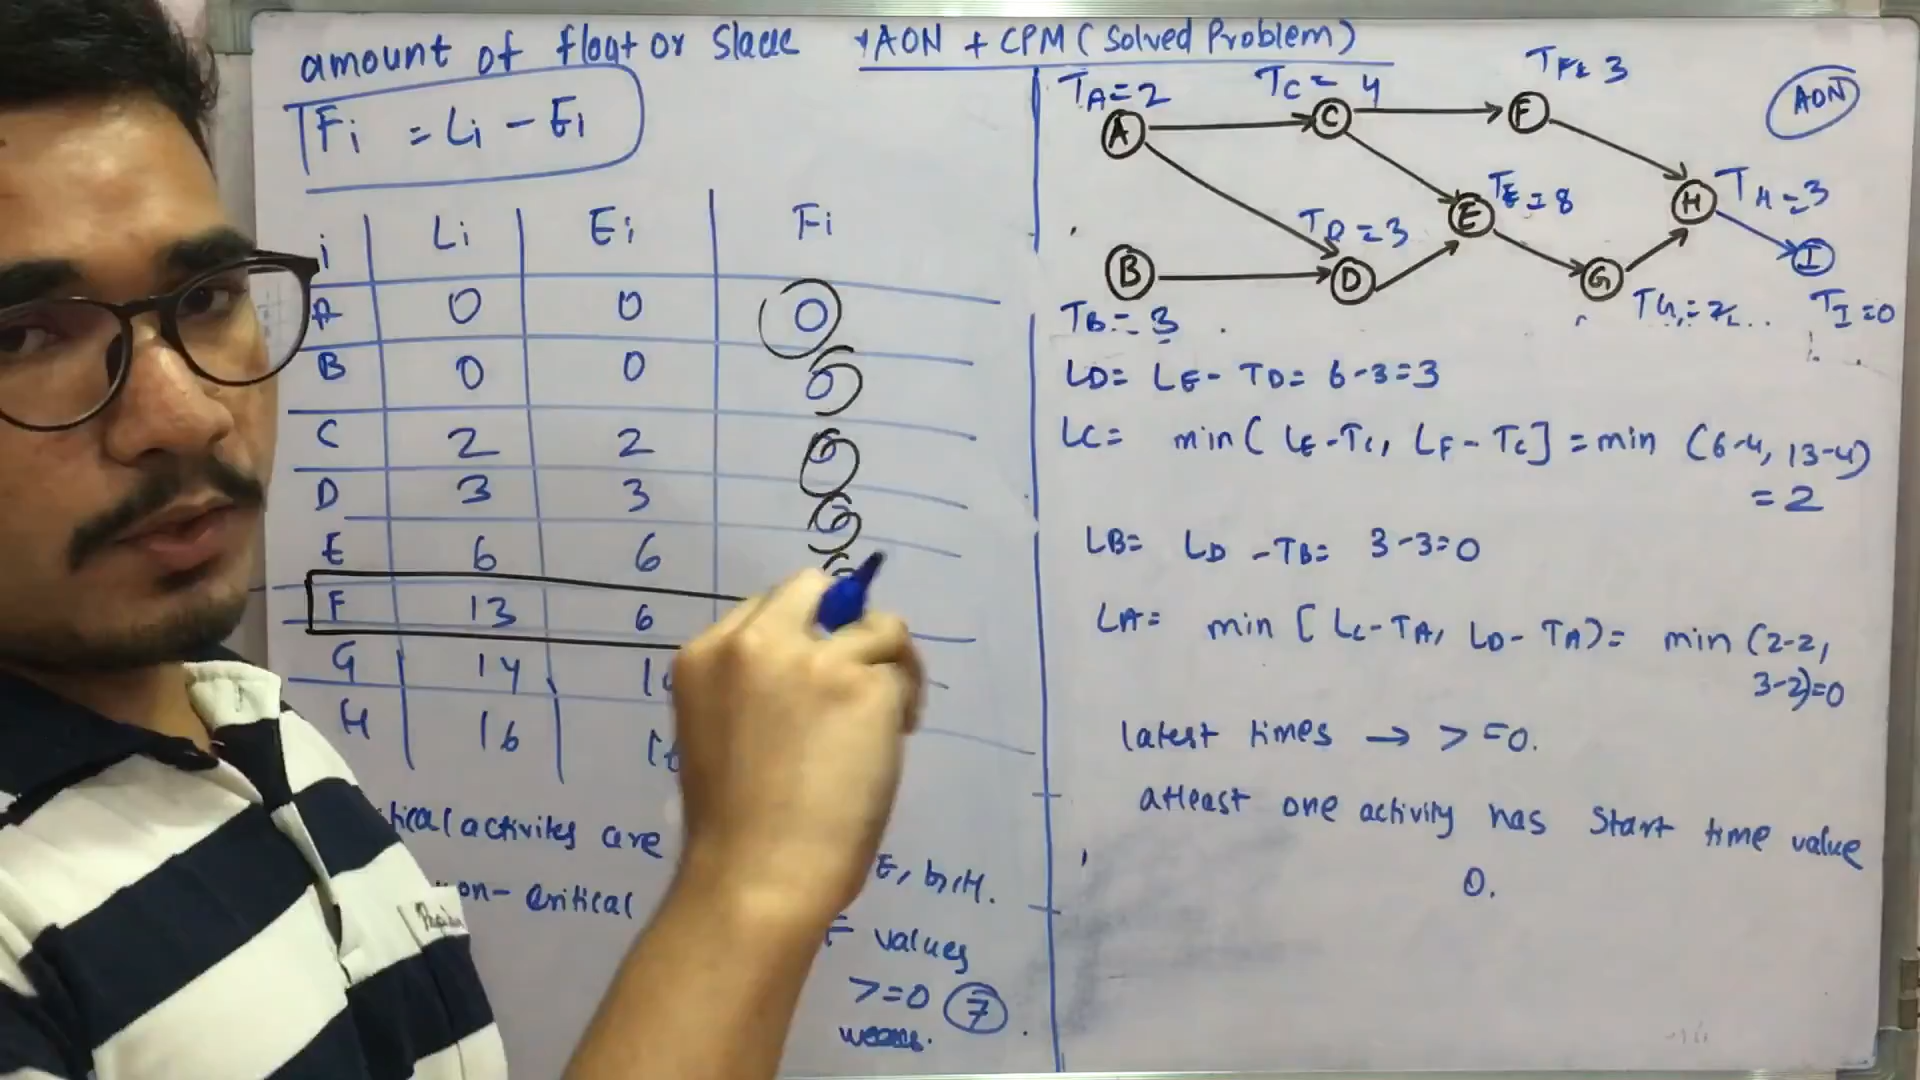 amount of float or slack
*AON + CPM (Solved Problem)
Fi = Li - Ei
i Li Ei Fi
A 0 0 0
B 0 0 0
C 2 2 0
D 3 3 0
E 6 6
F 13 6
G 14
H 16
activites are
E, G, H.
non-critical
F values
>=0 7
weeks.
AON
TA=2
TC= 4
TF= 3
A C F
TE=8
TH=3
TD=3
E H
B D G I
TB=3
TG=2
TI=0
LD= LE- TD= 6-3=3
LC= min( LE-TC, LF-TC] = min (6-4, 13-4)
=2
LB= LD -TB= 3-3=0
LA= min [ LC-TA, LD-TA)= min (2-2,
3-2)=0
latest times → >=0.
atleast one activity has start time value
0.